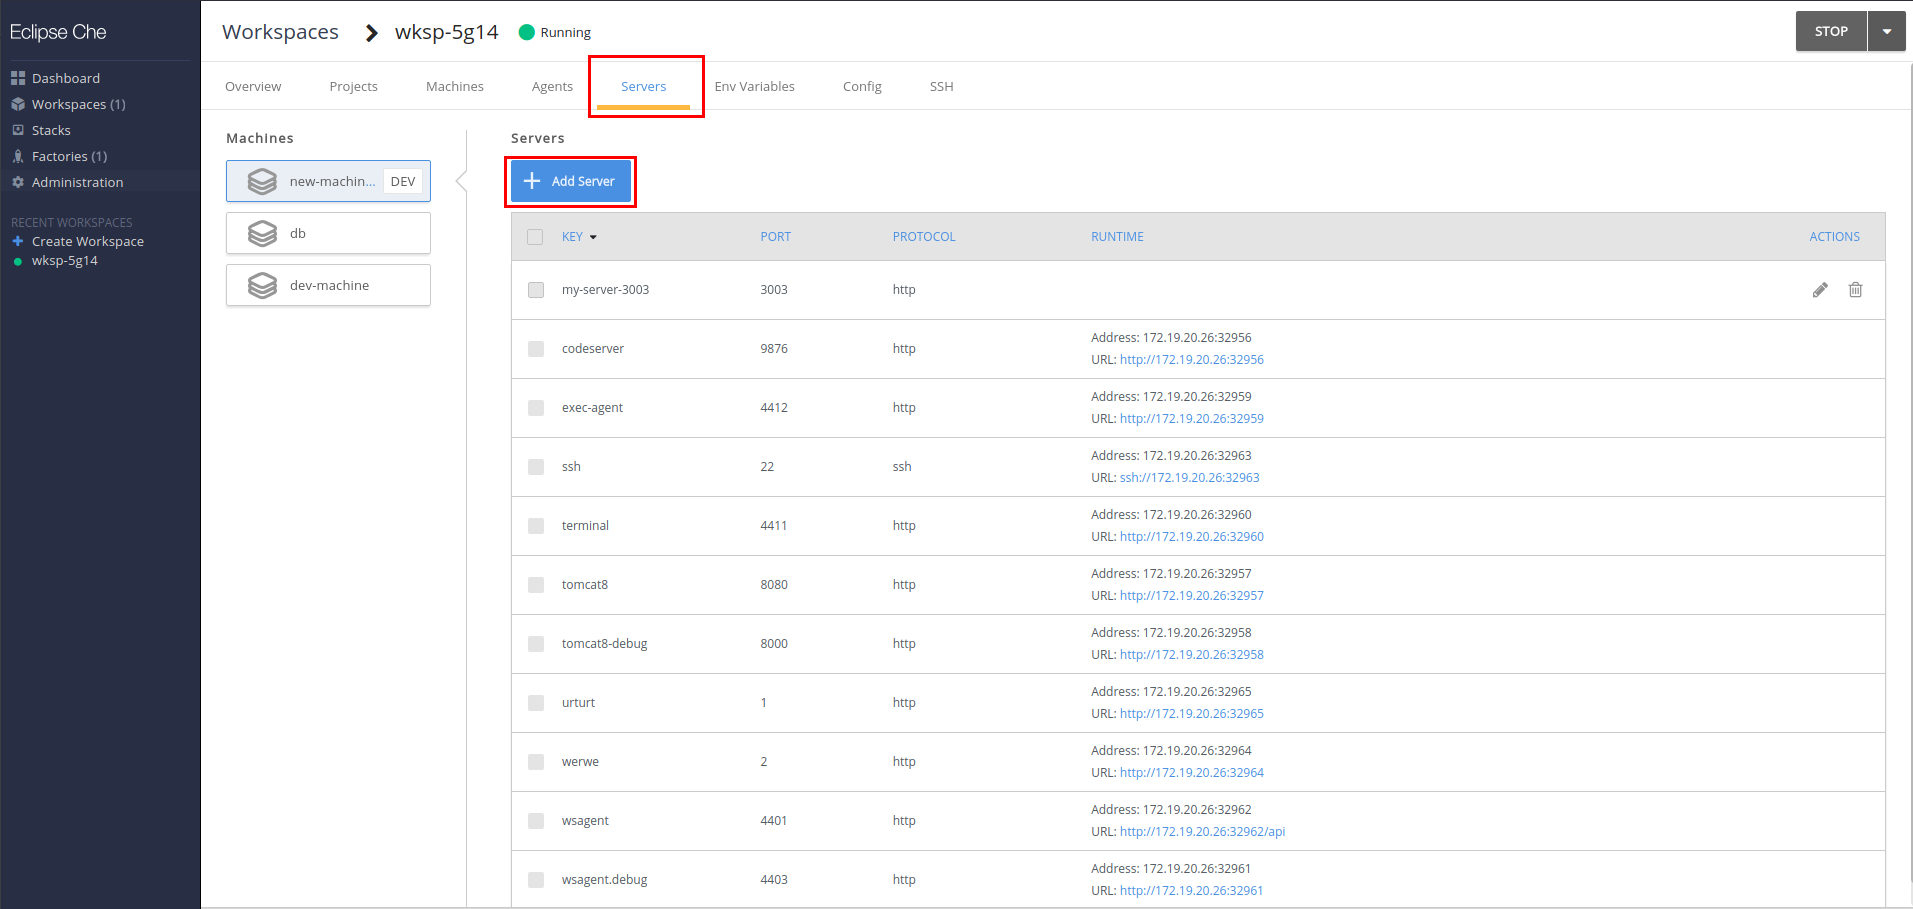 Eclipse Che
Dashboard
Workspaces (1)
Stacks
Factories (1)
Administration
RECENT WORKSPACES
Create Workspace
wksp-5g14
Workspaces wksp-5g14 Running
STOP
Overview Projects Machines Agents Servers Env Variables Config SSH
Machines
new-machin... DEV
db
dev-machine
Servers
Add Server
KEY PORT PROTOCOL RUNTIME ACTIONS
my-server-3003 3003 http
codeserver 9876 http
Address: 172.19.20.26:32956
URL: http://172.19.20.26:32956
exec-agent 4412 http
Address: 172.19.20.26:32959
URL: http://172.19.20.26:32959
ssh 22 ssh
Address: 172.19.20.26:32963
URL: ssh://172.19.20.26:32963
terminal 4411 http
Address: 172.19.20.26:32960
URL: http://172.19.20.26:32960
tomcat8 8080 http
Address: 172.19.20.26:32957
URL: http://172.19.20.26:32957
tomcat8-debug 8000 http
Address: 172.19.20.26:32958
URL: http://172.19.20.26:32958
urturt 1 http
Address: 172.19.20.26:32965
URL: http://172.19.20.26:32965
werwe 2 http
Address: 172.19.20.26:32964
URL: http://172.19.20.26:32964
wsagent 4401 http
Address: 172.19.20.26:32962
URL: http://172.19.20.26:32962/api
wsagent.debug 4403 http
Address: 172.19.20.26:32961
URL: http://172.19.20.26:32961